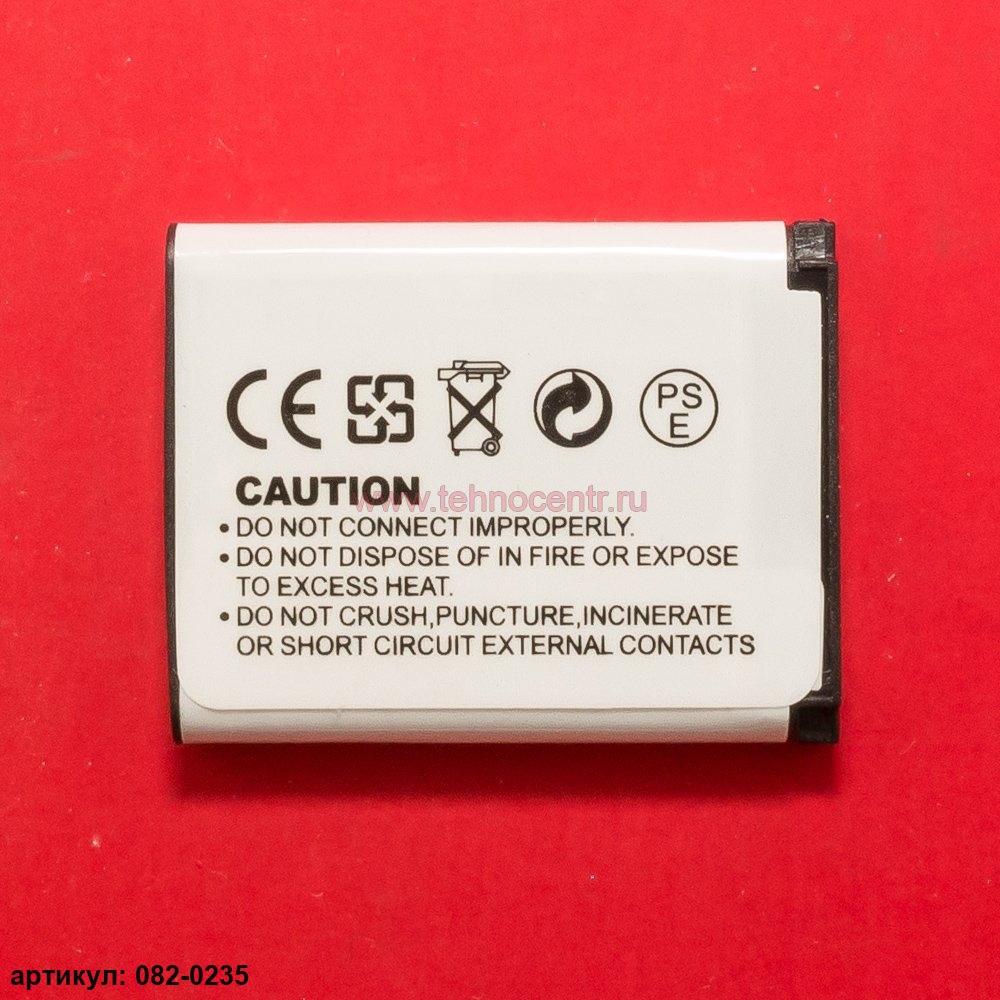 CE
PS
E
CAUTION
www.tehnocentr.ru
• DO NOT CONNECT IMPROPERLY.
• DO NOT DISPOSE OF IN FIRE OR EXPOSE
TO EXCESS HEAT.
• DO NOT CRUSH,PUNCTURE,INCINERATE
OR SHORT CIRCUIT EXTERNAL CONTACTS
артикул: 082-0235